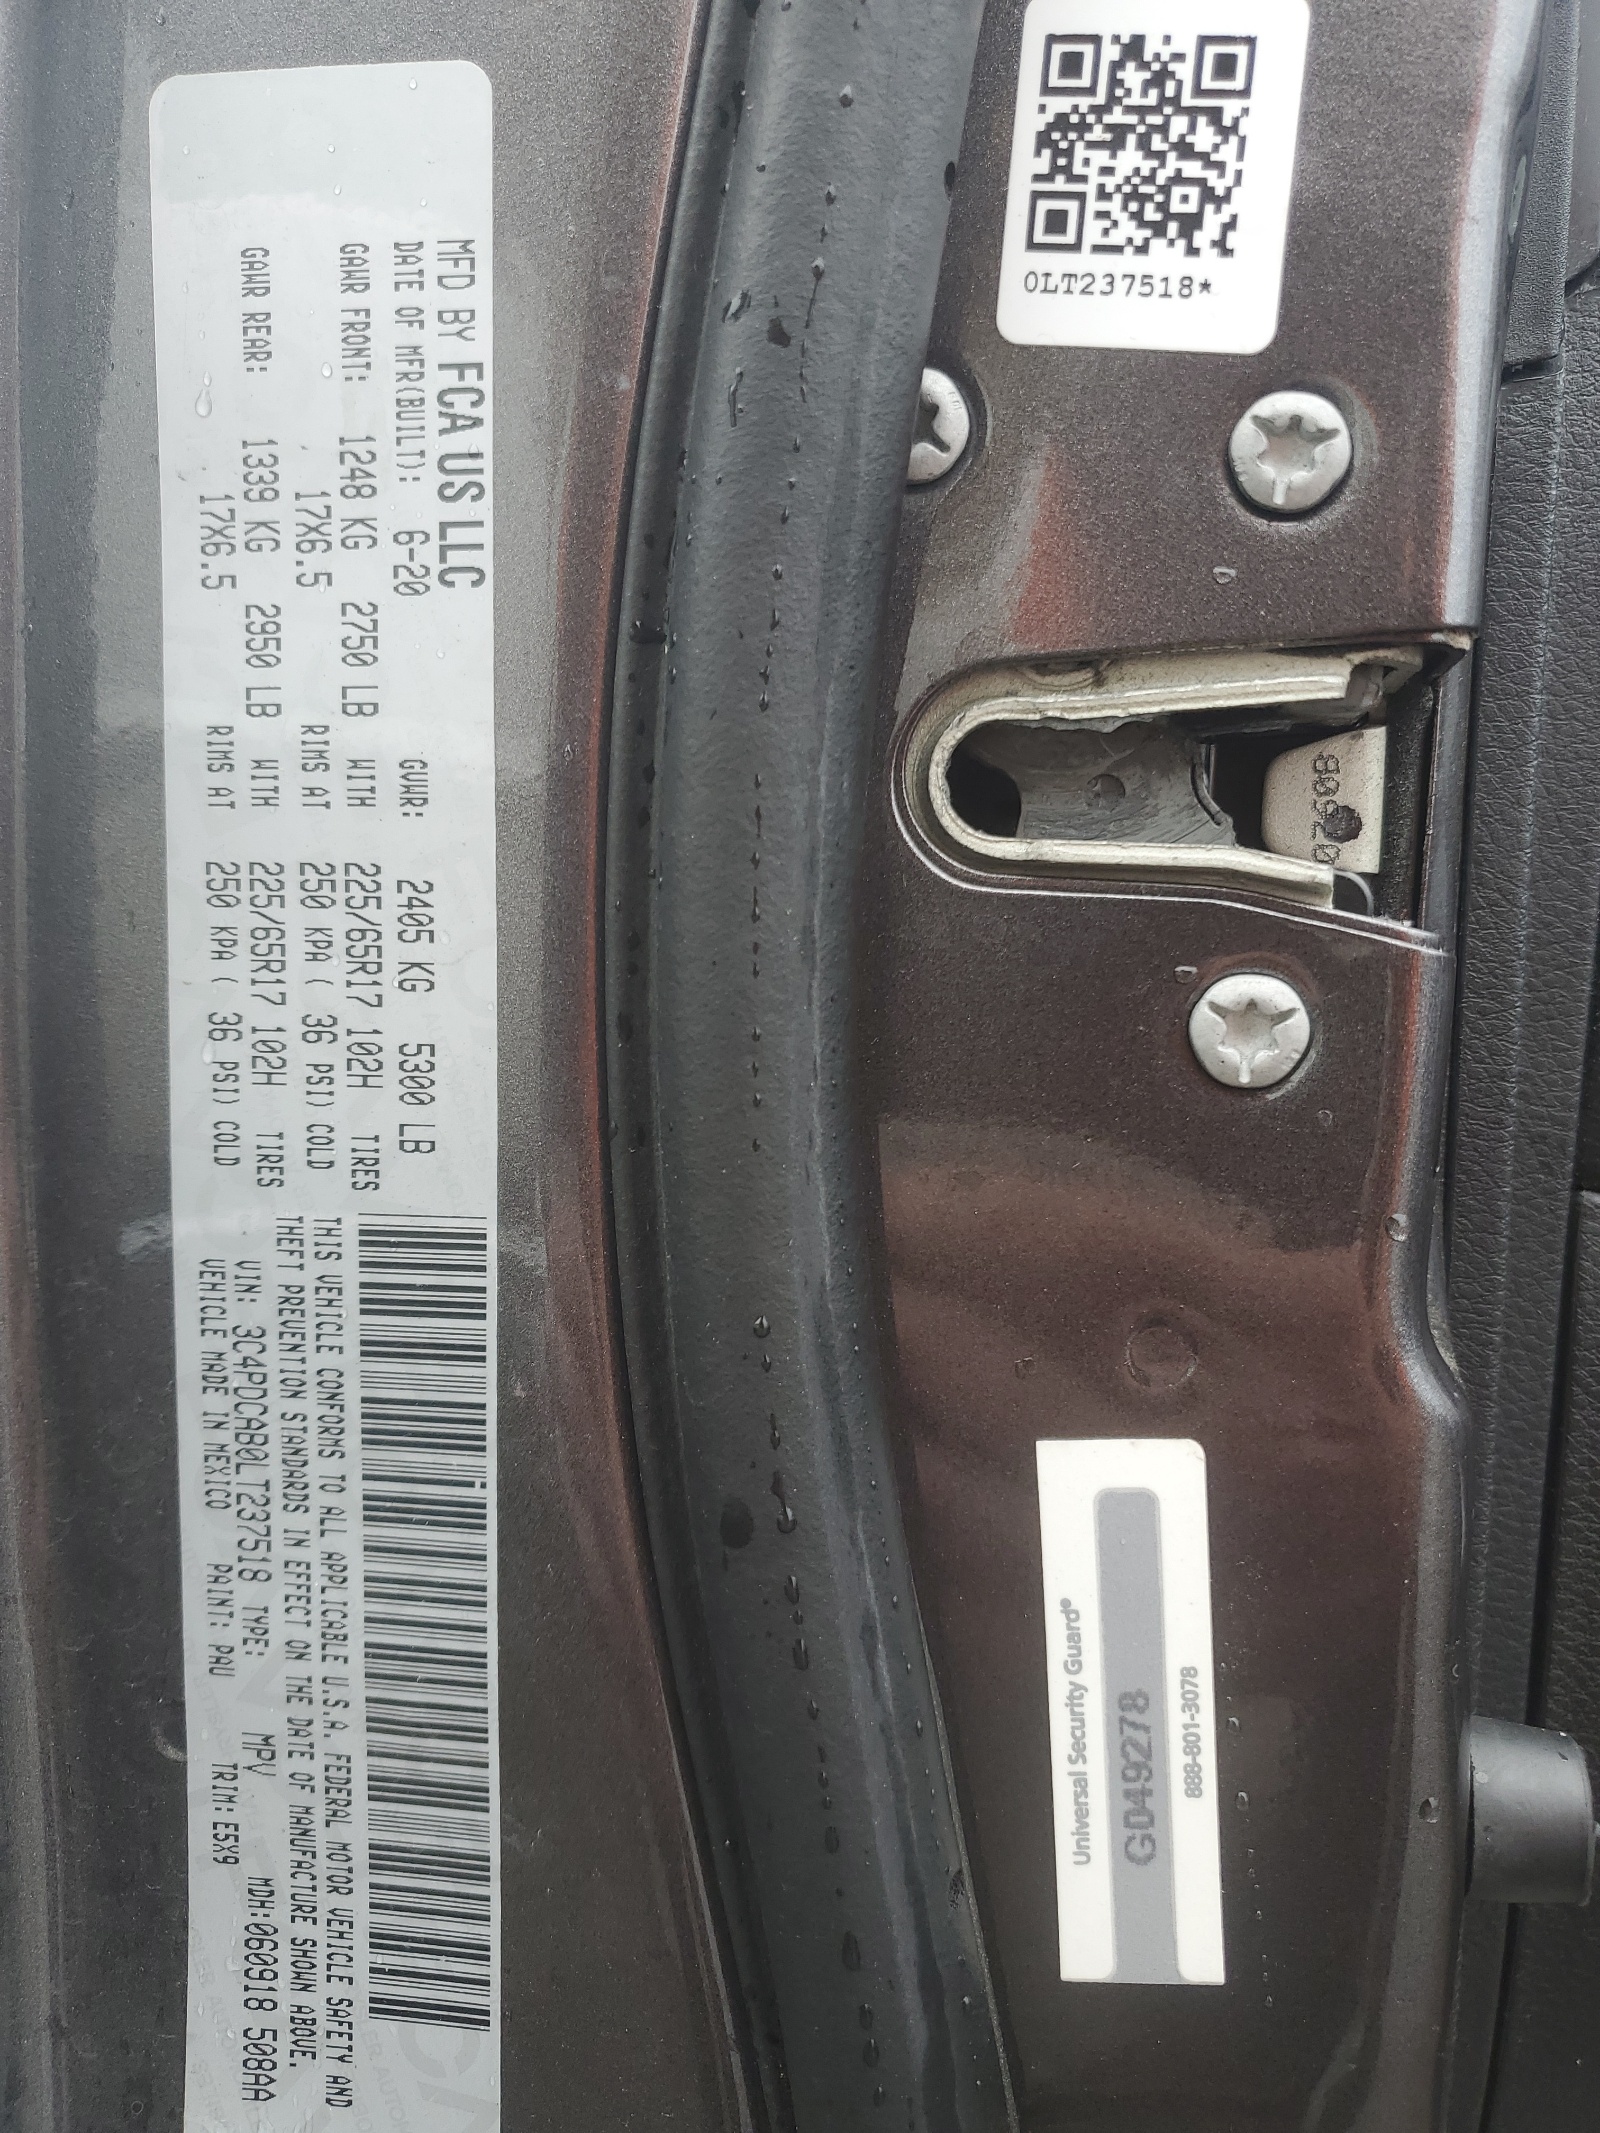 MFD BY FCA US LLC
DATE OF MFR(BUILT): 6-20 GVWR: 2405 KG 5300 LB
GAWR FRONT: 1248 KG 2750 LB WITH 225/65R17 102H TIRES
17X6.5 RIMS AT 250 KPA ( 36 PSI) COLD
GAWR REAR: 1339 KG 2950 LB WITH 225/65R17 102H TIRES
17X6.5 RIMS AT 250 KPA ( 36 PSI) COLD
THIS VEHICLE CONFORMS TO ALL APPLICABLE U.S.A. FEDERAL MOTOR VEHICLE SAFETY AND
THEFT PREVENTION STANDARDS IN EFFECT ON THE DATE OF MANUFACTURE SHOWN ABOVE.
VIN: 3C4PDCAB0LT237518 TYPE: MPV MDH:060918 508AA
VEHICLE MADE IN MEXICO PAINT: PAU TRIM: E5X9
0LT237518*
Universal Security Guard®
G049278
888-801-3078